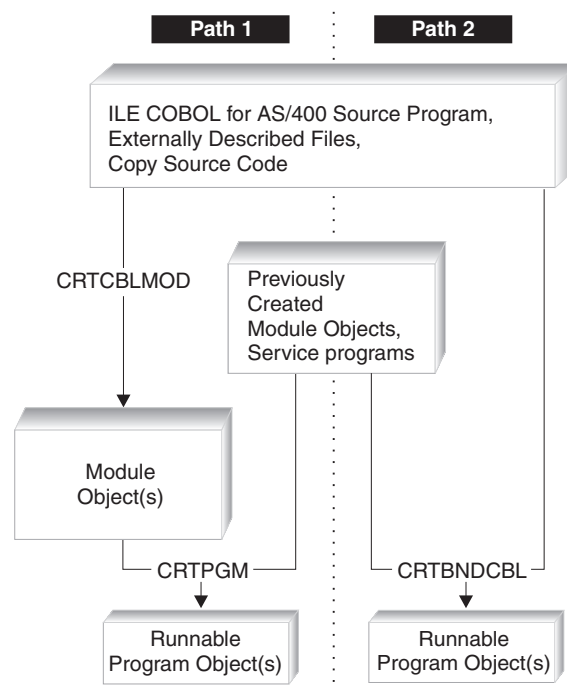 Path 1
Path 2
ILE COBOL for AS/400 Source Program,
Externally Described Files,
Copy Source Code
CRTCBLMOD
Previously
Created
Module Objects,
Service programs
Module
Object(s)
CRTPGM
CRTBNDCBL
Runnable
Program Object(s)
Runnable
Program Object(s)